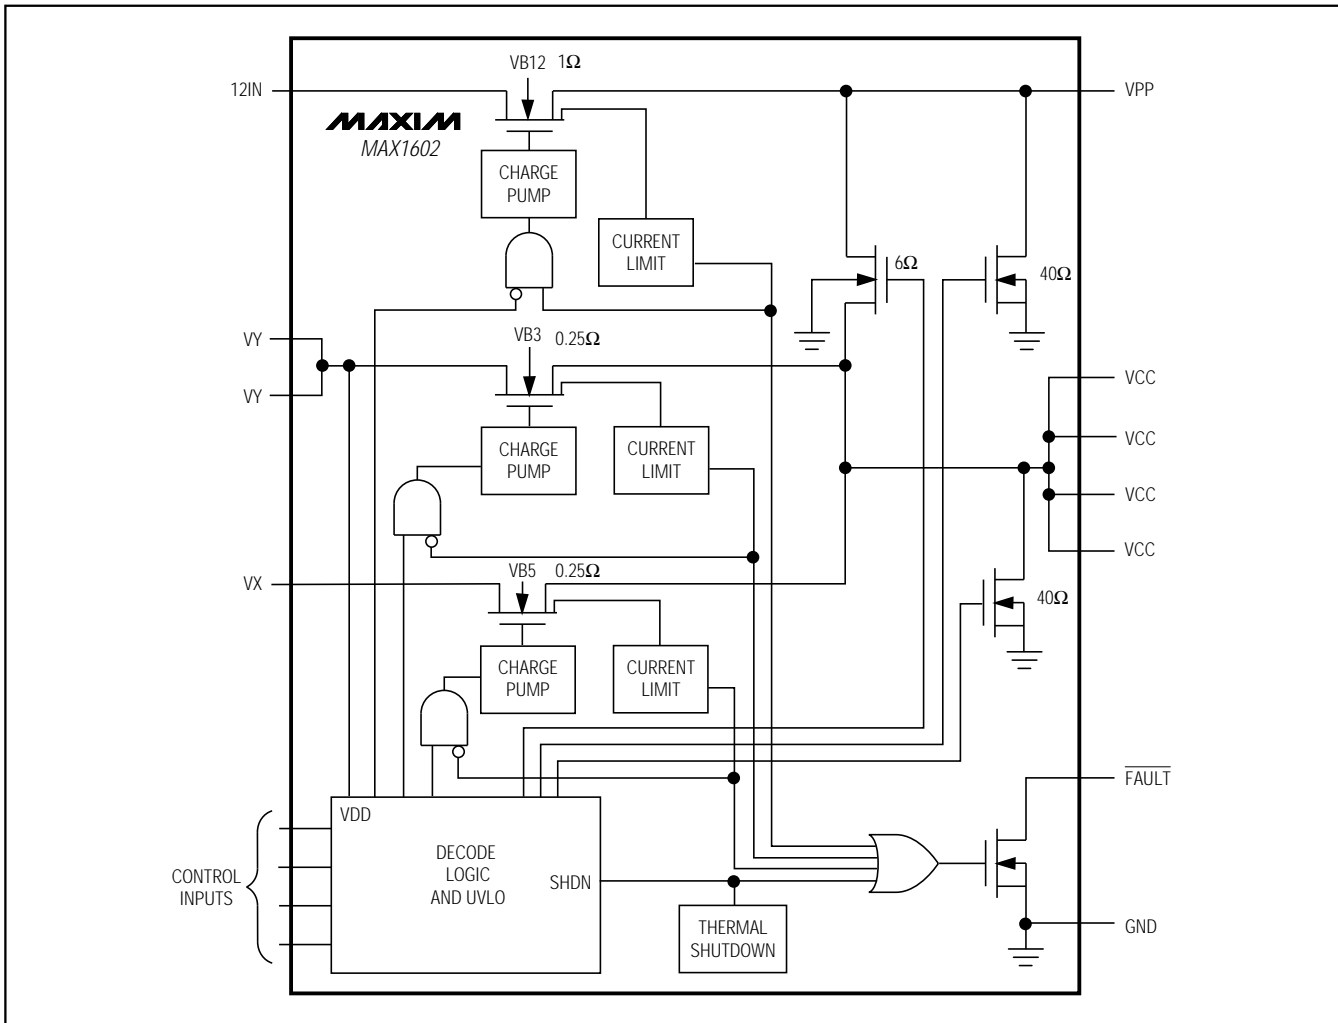 VB12 1Ω
12IN
VPP
MAXIM
MAX1602
CHARGE
PUMP
CURRENT
LIMIT
6Ω
40Ω
VY
VB3 0.25Ω
VY
VCC
VCC
CHARGE
PUMP
CURRENT
LIMIT
VCC
VCC
VX
VB5 0.25Ω
40Ω
CHARGE
PUMP
CURRENT
LIMIT
FAULT
VDD
DECODE
LOGIC
AND UVLO
SHDN
CONTROL
INPUTS
THERMAL
SHUTDOWN
GND